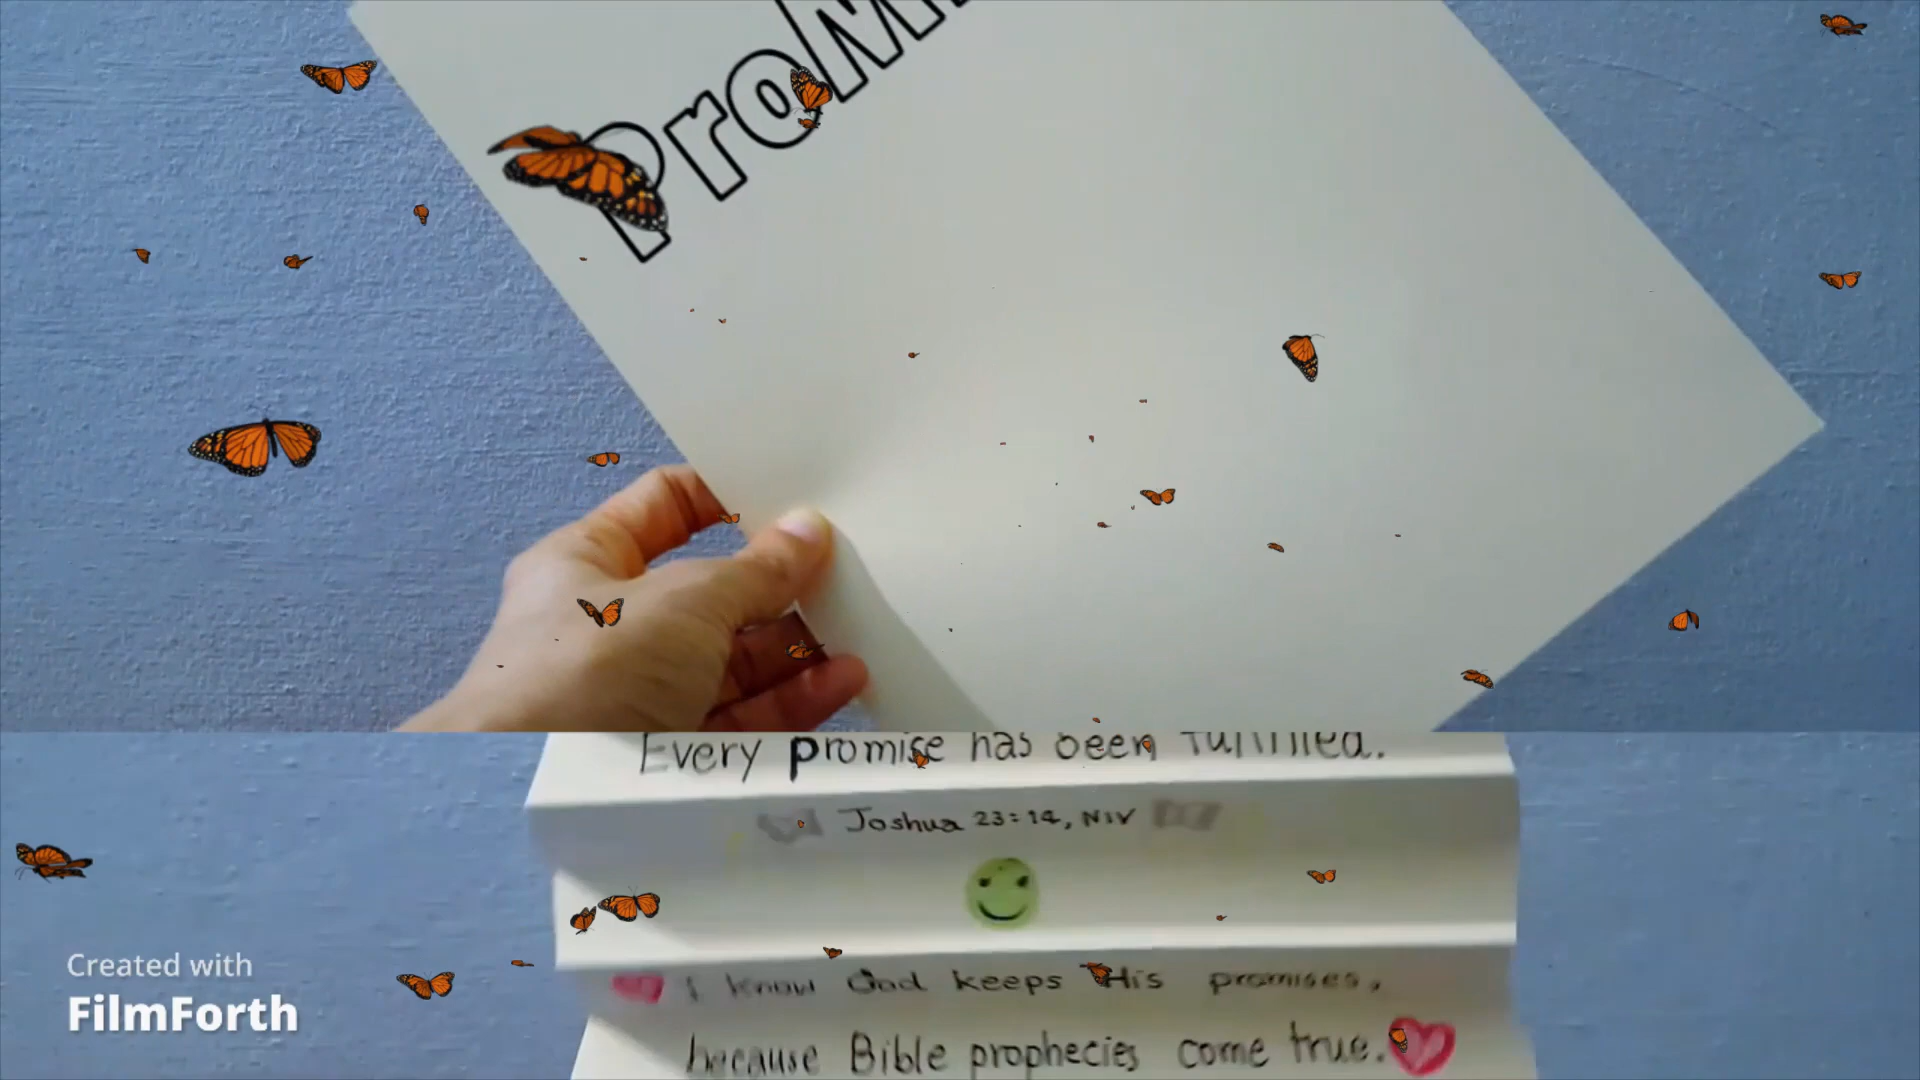 ProM
Every promise has been fulfilled.
Joshua 23:14, NIV
I know God keeps His promises,
because Bible prophecies come true.
Created with
FilmForth